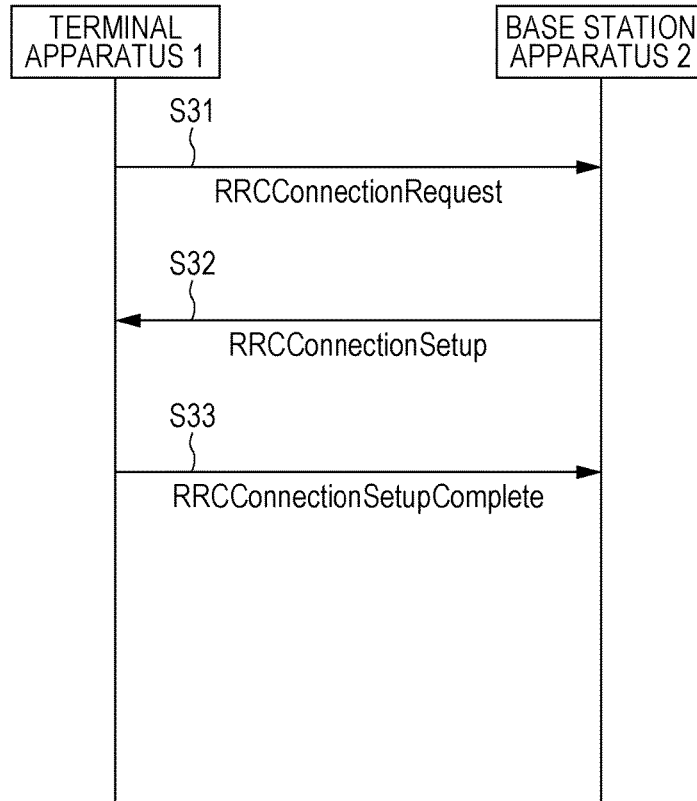 TERMINAL
APPARATUS 1
BASE STATION
APPARATUS 2
S31
RRCConnectionRequest
S32
RRCConnectionSetup
S33
RRCConnectionSetupComplete